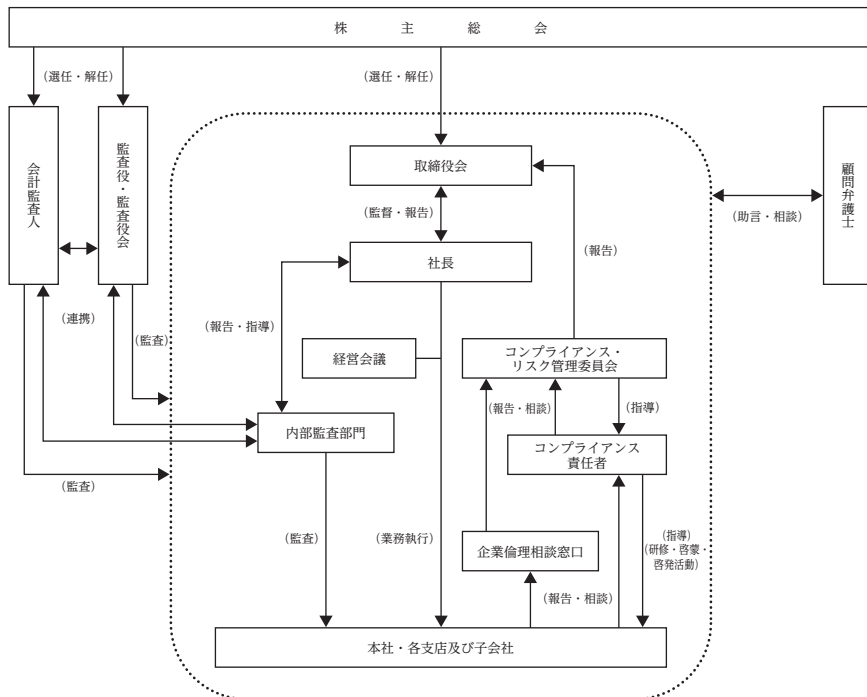 株主総会
（選任・解任）
（選任・解任）
会計監査人
監査役・監査役会
取締役会
顧問弁護士
（監督・報告）
（助言・相談）
（報告）
社長
（連携）
（報告・指導）
（監査）
経営会議
コンプライアンス・
リスク管理委員会
（報告・相談）
（指導）
内部監査部門
コンプライアンス
責任者
（監査）
（監査）
（業務執行）
企業倫理相談窓口
（指導）
（研修・啓蒙・
啓発活動）
（報告・相談）
本社・各支店及び子会社